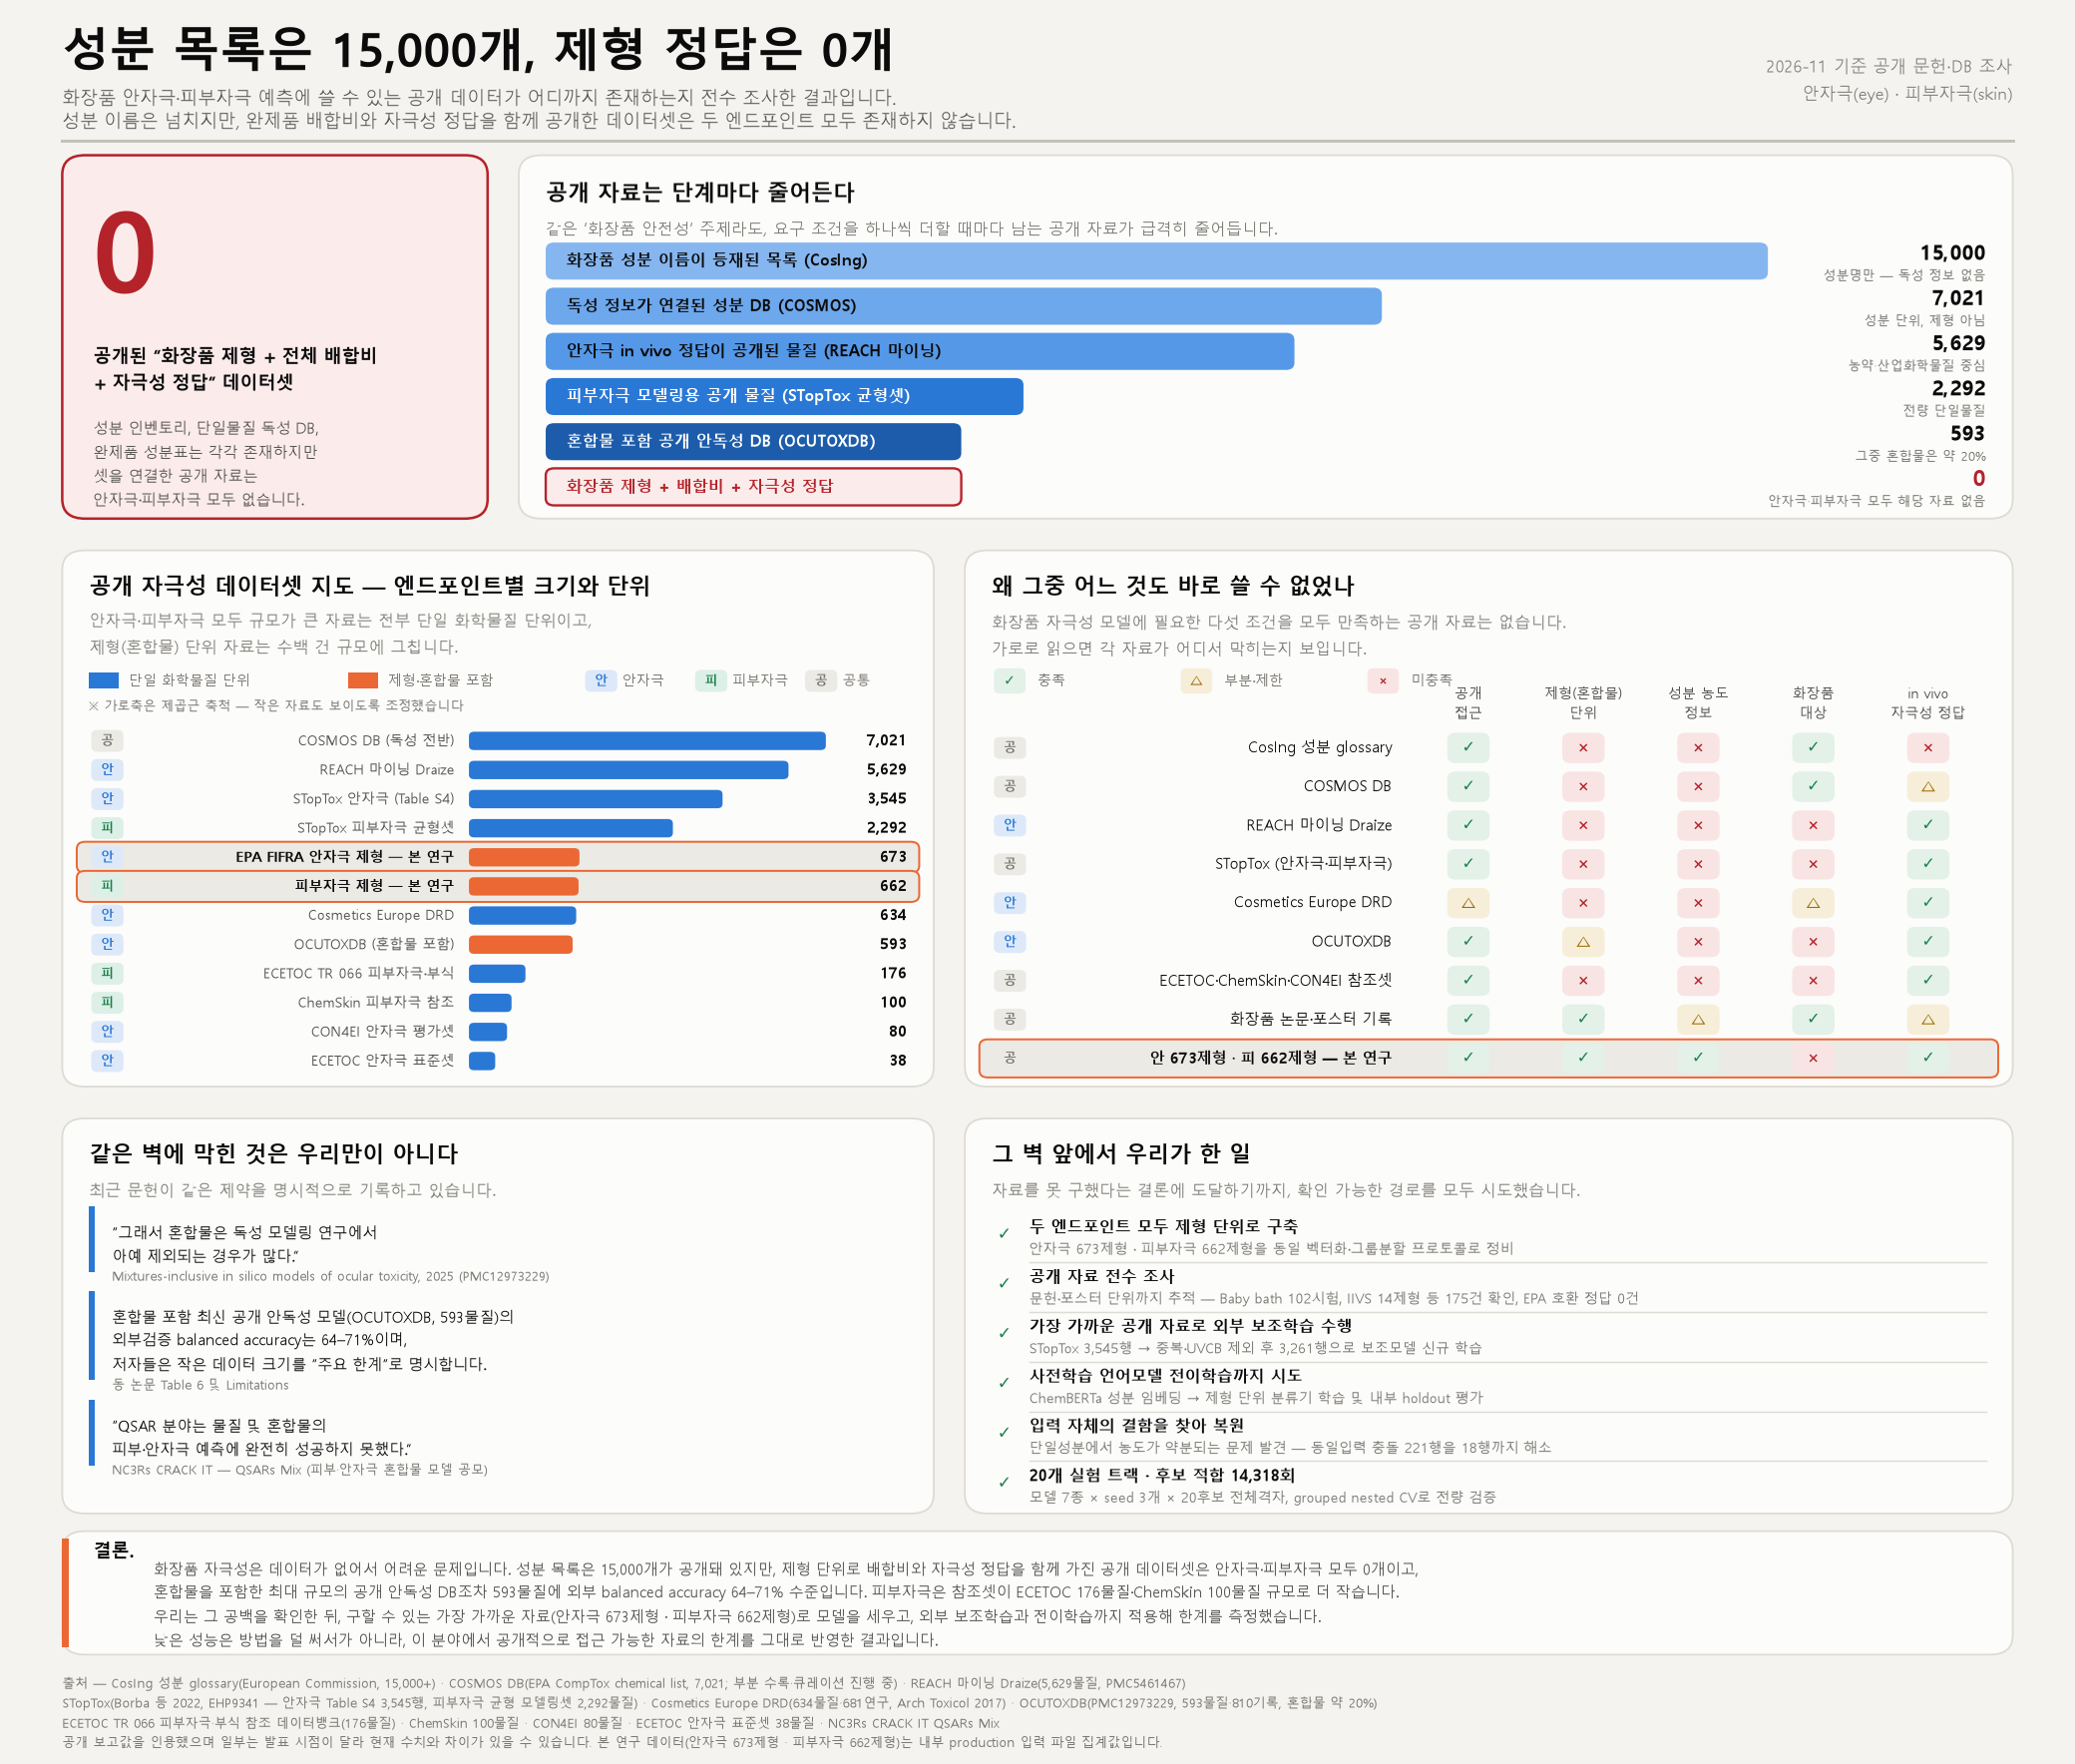 성분 목록은 15,000개, 제형 정답은 0개
화장품 안자극·피부자극 예측에 쓸 수 있는 공개 데이터가 어디까지 존재하는지 전수 조사한 결과입니다.
성분 이름은 넘치지만, 완제품 배합비와 자극성 정답을 함께 공개한 데이터셋은 두 엔드포인트 모두 존재하지 않습니다.
2026-11 기준 공개 문헌·DB 조사
안자극(eye) · 피부자극(skin)
0
공개된 “화장품 제형 + 전체 배합비
+ 자극성 정답” 데이터셋
성분 인벤토리, 단일물질 독성 DB,
완제품 성분표는 각각 존재하지만
셋을 연결한 공개 자료는
안자극·피부자극 모두 없습니다.
공개 자료는 단계마다 줄어든다
같은 ‘화장품 안전성’ 주제라도, 요구 조건을 하나씩 더할 때마다 남는 공개 자료가 급격히 줄어듭니다.
화장품 성분 이름이 등재된 목록 (CosIng)
15,000
성분명만 — 독성 정보 없음
독성 정보가 연결된 성분 DB (COSMOS)
7,021
성분 단위, 제형 아님
안자극 in vivo 정답이 공개된 물질 (REACH 마이닝)
5,629
농약·산업화학물질 중심
피부자극 모델링용 공개 물질 (STopTox 균형셋)
2,292
전량 단일물질
혼합물 포함 공개 안독성 DB (OCUTOXDB)
593
그중 혼합물은 약 20%
화장품 제형 + 배합비 + 자극성 정답
0
안자극·피부자극 모두 해당 자료 없음
공개 자극성 데이터셋 지도 — 엔드포인트별 크기와 단위
안자극·피부자극 모두 규모가 큰 자료는 전부 단일 화학물질 단위이고,
제형(혼합물) 단위 자료는 수백 건 규모에 그칩니다.
단일 화학물질 단위 제형·혼합물 포함 안 안자극 피 피부자극 공 공통
※ 가로축은 제곱근 축척 — 작은 자료도 보이도록 조정했습니다
공 COSMOS DB (독성 전반) 7,021
안 REACH 마이닝 Draize 5,629
안 STopTox 안자극 (Table S4) 3,545
피 STopTox 피부자극 균형셋 2,292
안 EPA FIFRA 안자극 제형 — 본 연구 673
피 피부자극 제형 — 본 연구 662
안 Cosmetics Europe DRD 634
안 OCUTOXDB (혼합물 포함) 593
피 ECETOC TR 066 피부자극·부식 176
피 ChemSkin 피부자극 참조 100
안 CON4EI 안자극 평가셋 80
안 ECETOC 안자극 표준셋 38
왜 그중 어느 것도 바로 쓸 수 없었나
화장품 자극성 모델에 필요한 다섯 조건을 모두 만족하는 공개 자료는 없습니다.
가로로 읽으면 각 자료가 어디서 막히는지 보입니다.
✓ 충족 △ 부분·제한 × 미충족
공개 제형(혼합물) 성분 농도 화장품 in vivo
접근 단위 정보 대상 자극성 정답
공 CosIng 성분 glossary ✓ × × ✓ ×
공 COSMOS DB ✓ × × ✓ △
안 REACH 마이닝 Draize ✓ × × × ✓
공 STopTox (안자극·피부자극) ✓ × × × ✓
안 Cosmetics Europe DRD △ × × △ ✓
안 OCUTOXDB ✓ △ × × ✓
공 ECETOC·ChemSkin·CON4EI 참조셋 ✓ × × × ✓
공 화장품 논문·포스터 기록 ✓ ✓ △ ✓ △
공 안 673제형 · 피 662제형 — 본 연구 ✓ ✓ ✓ × ✓
같은 벽에 막힌 것은 우리만이 아니다
최근 문헌이 같은 제약을 명시적으로 기록하고 있습니다.
“그래서 혼합물은 독성 모델링 연구에서
아예 제외되는 경우가 많다.”
Mixtures-inclusive in silico models of ocular toxicity, 2025 (PMC12973229)
혼합물 포함 최신 공개 안독성 모델(OCUTOXDB, 593물질)의
외부검증 balanced accuracy는 64–71%이며,
저자들은 작은 데이터 크기를 “주요 한계”로 명시합니다.
동 논문 Table 6 및 Limitations
“QSAR 분야는 물질 및 혼합물의
피부·안자극 예측에 완전히 성공하지 못했다.”
NC3Rs CRACK IT — QSARs Mix (피부·안자극 혼합물 모델 공모)
그 벽 앞에서 우리가 한 일
자료를 못 구했다는 결론에 도달하기까지, 확인 가능한 경로를 모두 시도했습니다.
✓ 두 엔드포인트 모두 제형 단위로 구축
안자극 673제형 · 피부자극 662제형을 동일 벡터화·그룹분할 프로토콜로 정비
✓ 공개 자료 전수 조사
문헌·포스터 단위까지 추적 — Baby bath 102시험, IIVS 14제형 등 175건 확인, EPA 호환 정답 0건
✓ 가장 가까운 공개 자료로 외부 보조학습 수행
STopTox 3,545행 → 중복·UVCB 제외 후 3,261행으로 보조모델 신규 학습
✓ 사전학습 언어모델 전이학습까지 시도
ChemBERTa 성분 임베딩 → 제형 단위 분류기 학습 및 내부 holdout 평가
✓ 입력 자체의 결함을 찾아 복원
단일성분에서 농도가 약분되는 문제 발견 — 동일입력 충돌 221행을 18행까지 해소
✓ 20개 실험 트랙 · 후보 적합 14,318회
모델 7종 × seed 3개 × 20후보 전체격자, grouped nested CV로 전량 검증
결론.
화장품 자극성은 데이터가 없어서 어려운 문제입니다. 성분 목록은 15,000개가 공개돼 있지만, 제형 단위로 배합비와 자극성 정답을 함께 가진 공개 데이터셋은 안자극·피부자극 모두 0개이고,
혼합물을 포함한 최대 규모의 공개 안독성 DB조차 593물질에 외부 balanced accuracy 64–71% 수준입니다. 피부자극은 참조셋이 ECETOC 176물질·ChemSkin 100물질 규모로 더 작습니다.
우리는 그 공백을 확인한 뒤, 구할 수 있는 가장 가까운 자료(안자극 673제형 · 피부자극 662제형)로 모델을 세우고, 외부 보조학습과 전이학습까지 적용해 한계를 측정했습니다.
낮은 성능은 방법을 덜 써서가 아니라, 이 분야에서 공개적으로 접근 가능한 자료의 한계를 그대로 반영한 결과입니다.
출처 — CosIng 성분 glossary(European Commission, 15,000+) · COSMOS DB(EPA CompTox chemical list, 7,021; 부분 수록·큐레이션 진행 중) · REACH 마이닝 Draize(5,629물질, PMC5461467)
STopTox(Borba 등 2022, EHP9341 — 안자극 Table S4 3,545행, 피부자극 균형 모델링셋 2,292물질) · Cosmetics Europe DRD(634물질·681연구, Arch Toxicol 2017) · OCUTOXDB(PMC12973229, 593물질·810기록, 혼합물 약 20%)
ECETOC TR 066 피부자극·부식 참조 데이터뱅크(176물질) · ChemSkin 100물질 · CON4EI 80물질 · ECETOC 안자극 표준셋 38물질 · NC3Rs CRACK IT QSARs Mix
공개 보고값을 인용했으며 일부는 발표 시점이 달라 현재 수치와 차이가 있을 수 있습니다. 본 연구 데이터(안자극 673제형 · 피부자극 662제형)는 내부 production 입력 파일 집계값입니다.